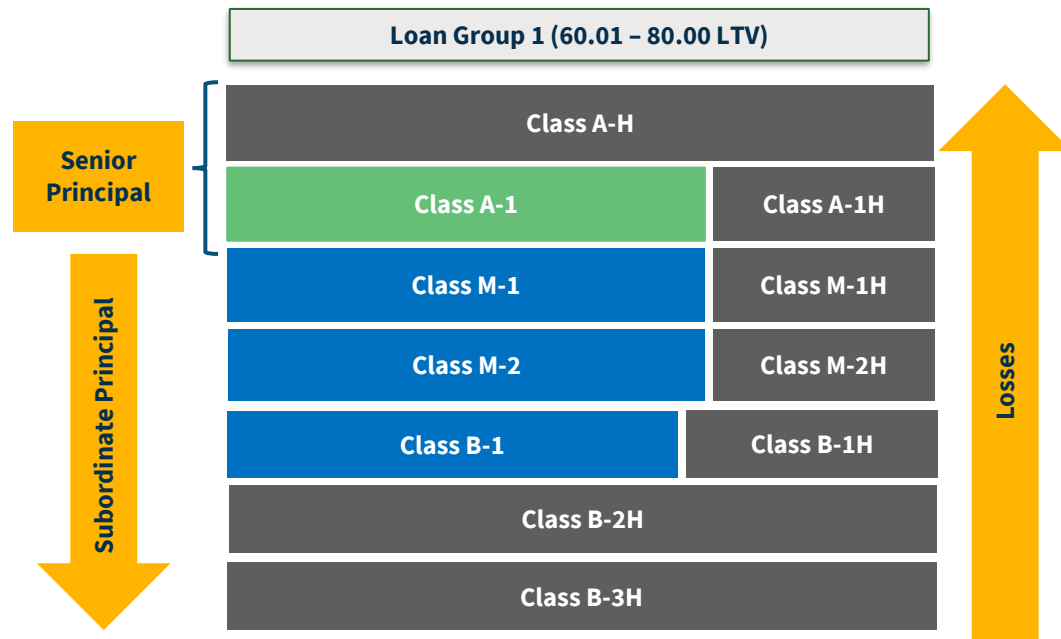 Loan Group 1 (60.01 – 80.00 LTV)
Senior
Principal
Class A-H
Class A-1
Class A-1H
Class M-1
Class M-1H
Class M-2
Class M-2H
Class B-1
Class B-1H
Class B-2H
Class B-3H
Subordinate Principal
Losses